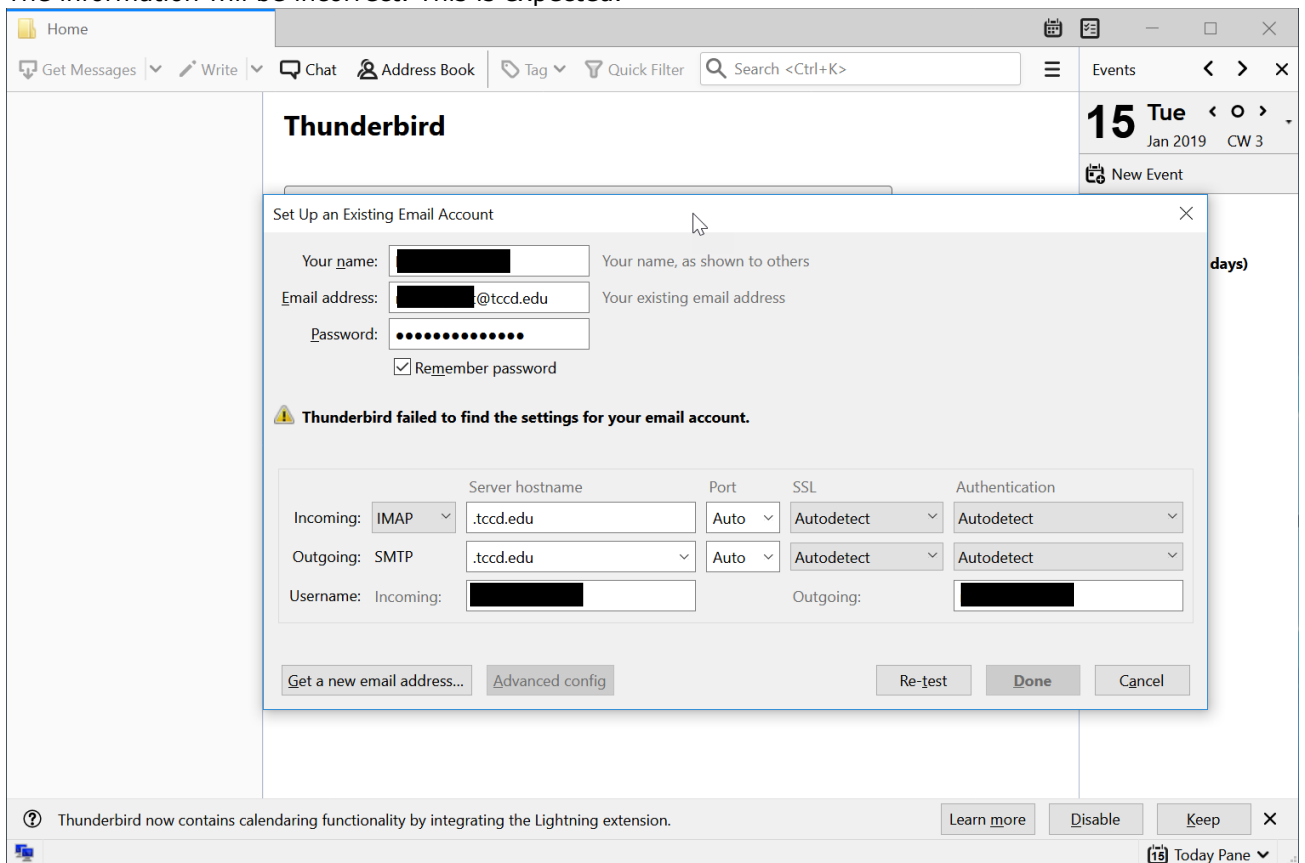 The information will be incorrect. This is expected.
Home
Get Messages Write Chat Address Book Tag Quick Filter Search <Ctrl+K> Events
Thunderbird
15 Tue
Jan 2019 CW 3
New Event
days)
Set Up an Existing Email Account
Your name: Your name, as shown to others
Email address: @tccd.edu Your existing email address
Password: ••••••••••••••
Remember password
Thunderbird failed to find the settings for your email account.
Server hostname Port SSL Authentication
Incoming: IMAP .tccd.edu Auto Autodetect Autodetect
Outgoing: SMTP .tccd.edu Auto Autodetect Autodetect
Username: Incoming: Outgoing:
Get a new email address... Advanced config Re-test Done Cancel
Thunderbird now contains calendaring functionality by integrating the Lightning extension. Learn more Disable Keep
15 Today Pane